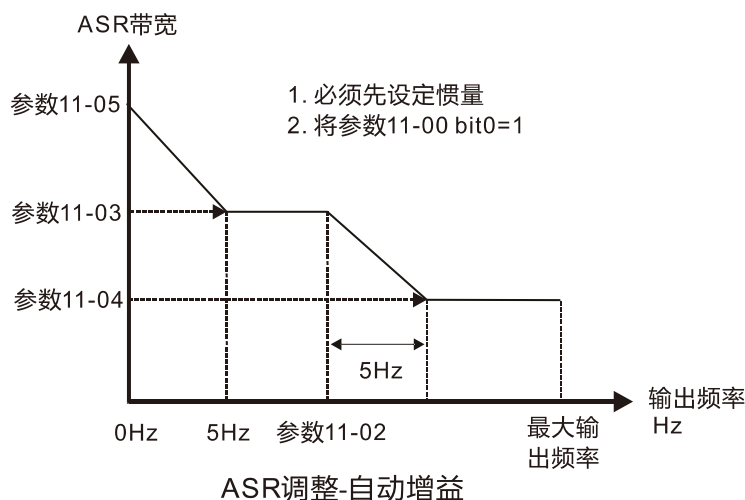 ASR带宽
参数11-05
1. 必须先设定惯量
2. 将参数11-00 bit0=1
参数11-03
参数11-04
5Hz
0Hz
5Hz
参数11-02
最大输
出频率
输出频率
Hz
ASR调整-自动增益